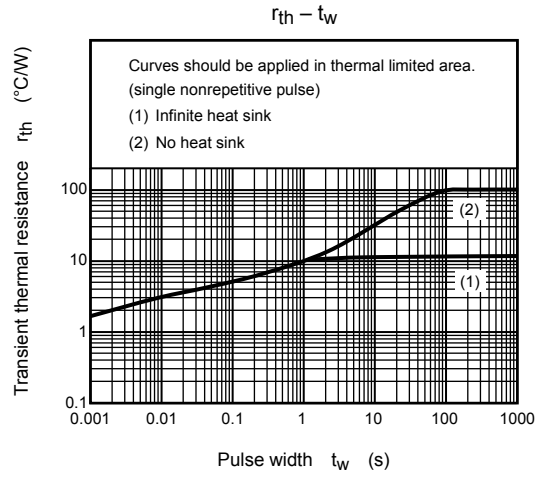 rth – tw
Curves should be applied in thermal limited area.
(single nonrepetitive pulse)
(1) Infinite heat sink
(2) No heat sink
Transient thermal resistance rth (°C/W)
100
10
1
0.1
(2)
(1)
0.001 0.01 0.1 1 10 100 1000
Pulse width tw (s)